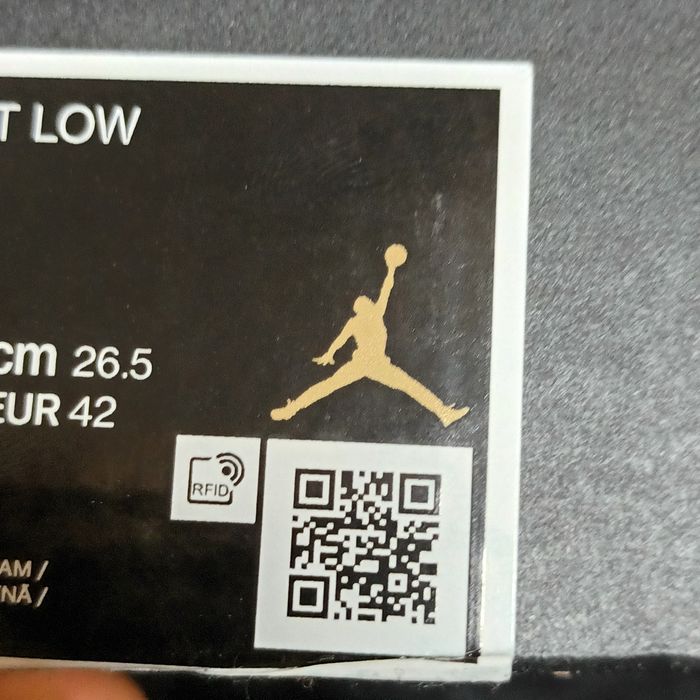 T LOW
cm 26.5
EUR 42
RFID
AM /
NĂ /